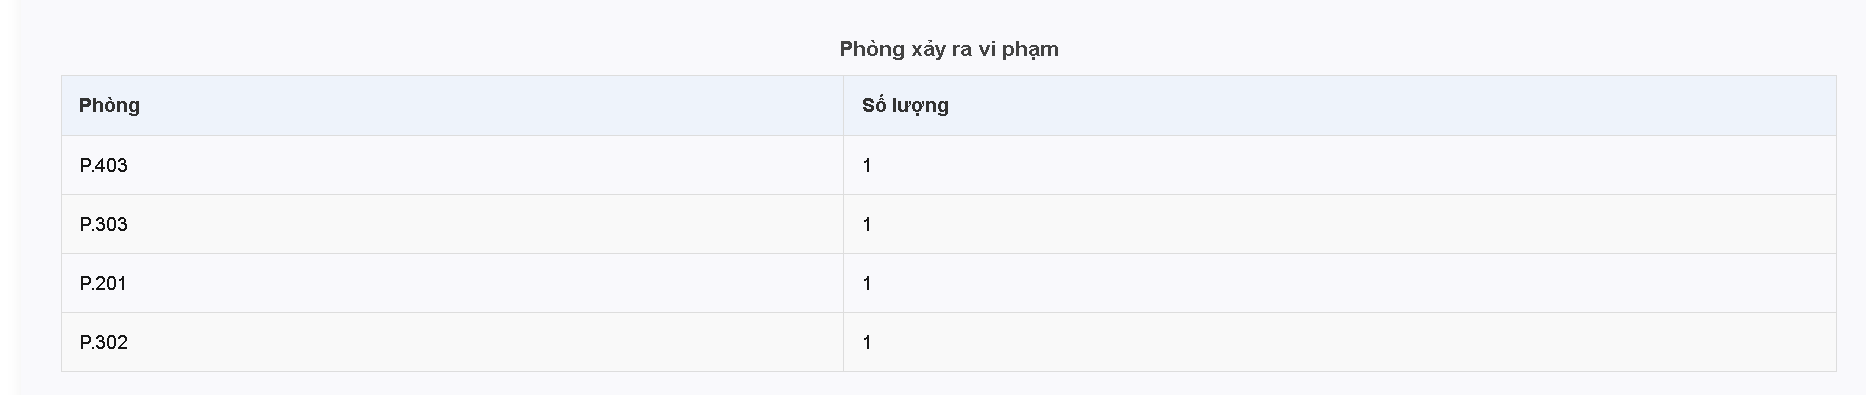 Phòng xảy ra vi phạm
Phòng Số lượng
P.403 1
P.303 1
P.201 1
P.302 1